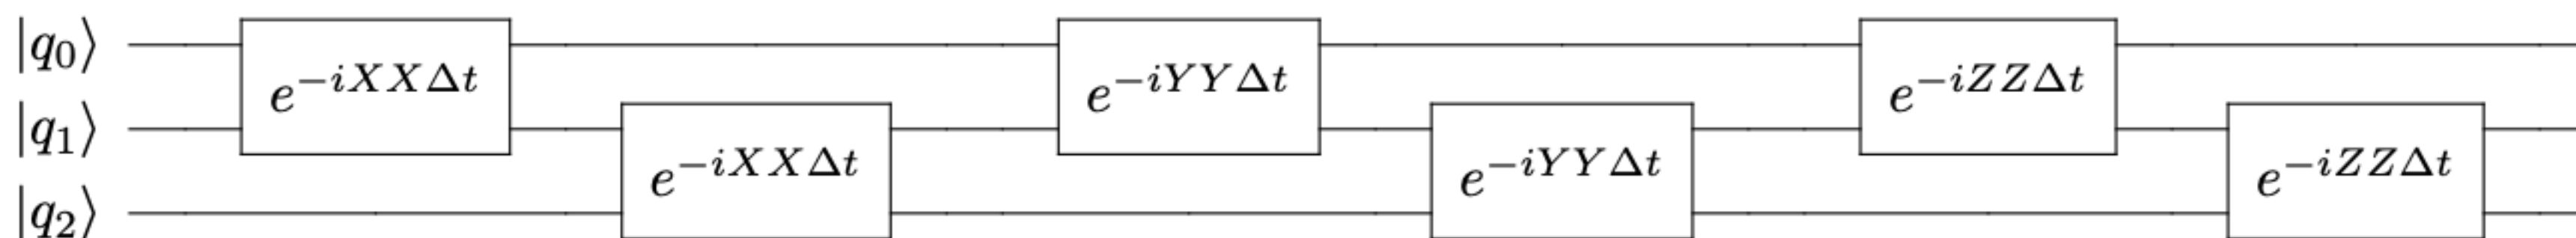 |q₀⟩ e^{-iXXΔt} e^{-iYYΔt} e^{-iZZΔt}
|q₁⟩ e^{-iXXΔt} e^{-iYYΔt} e^{-iZZΔt}
|q₂⟩